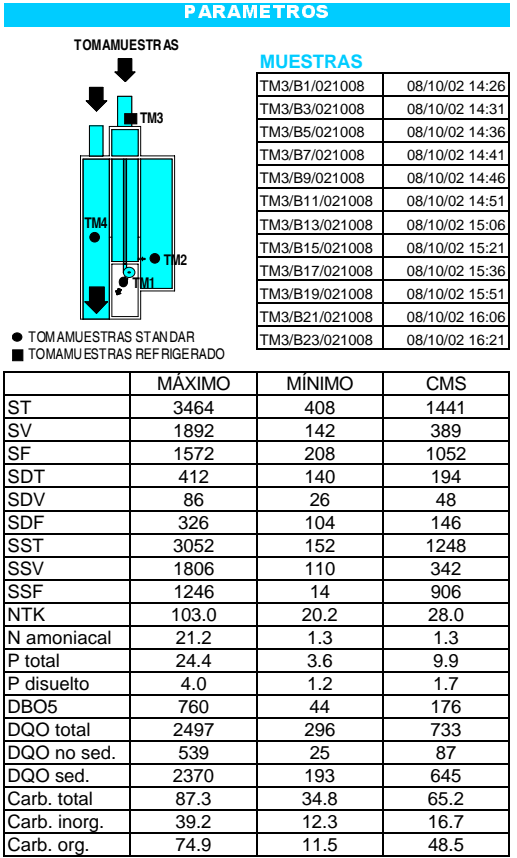 PARAMETROS
TOMAMUESTRAS
TM3
TM4
TM2
TM1
TOMAMUESTRAS STANDAR
TOMAMUESTRAS REFRIGERADO
MUESTRAS
TM3/B1/021008 08/10/02 14:26
TM3/B3/021008 08/10/02 14:31
TM3/B5/021008 08/10/02 14:36
TM3/B7/021008 08/10/02 14:41
TM3/B9/021008 08/10/02 14:46
TM3/B11/021008 08/10/02 14:51
TM3/B13/021008 08/10/02 15:06
TM3/B15/021008 08/10/02 15:21
TM3/B17/021008 08/10/02 15:36
TM3/B19/021008 08/10/02 15:51
TM3/B21/021008 08/10/02 16:06
TM3/B23/021008 08/10/02 16:21
MÁXIMO MÍNIMO CMS
ST 3464 408 1441
SV 1892 142 389
SF 1572 208 1052
SDT 412 140 194
SDV 86 26 48
SDF 326 104 146
SST 3052 152 1248
SSV 1806 110 342
SSF 1246 14 906
NTK 103.0 20.2 28.0
N amoniacal 21.2 1.3 1.3
P total 24.4 3.6 9.9
P disuelto 4.0 1.2 1.7
DBO5 760 44 176
DQO total 2497 296 733
DQO no sed. 539 25 87
DQO sed. 2370 193 645
Carb. total 87.3 34.8 65.2
Carb. inorg. 39.2 12.3 16.7
Carb. org. 74.9 11.5 48.5